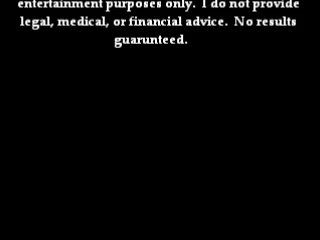 entertainment purposes only.  I do not provide
legal, medical, or financial advice.  No results
guarunteed.